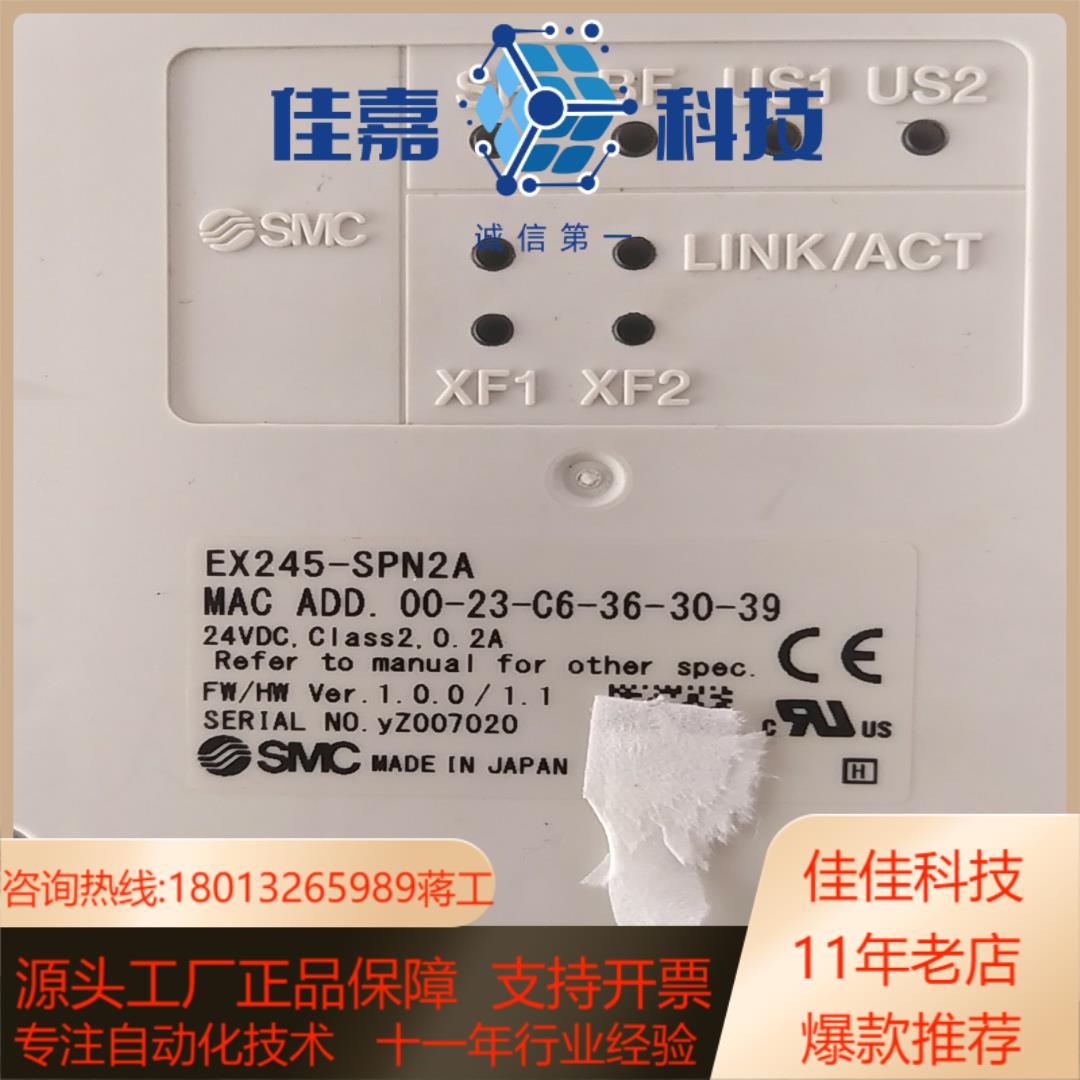 BF US1 US2
佳嘉 科技
SMC
诚信第一
LINK/ACT
XF1 XF2
EX245-SPN2A
MAC ADD. 00-23-C6-36-30-39
24VDC, Class2, 0.2A
Refer to manual for other spec.
CE
FW/HW Ver.1.0.0/1.1
SERIAL NO. yZ007020
c RU US
SMC MADE IN JAPAN
H
咨询热线:18013265989蒋工
佳佳科技
11年老店
爆款推荐
源头工厂正品保障 支持开票
专注自动化技术 十一年行业经验